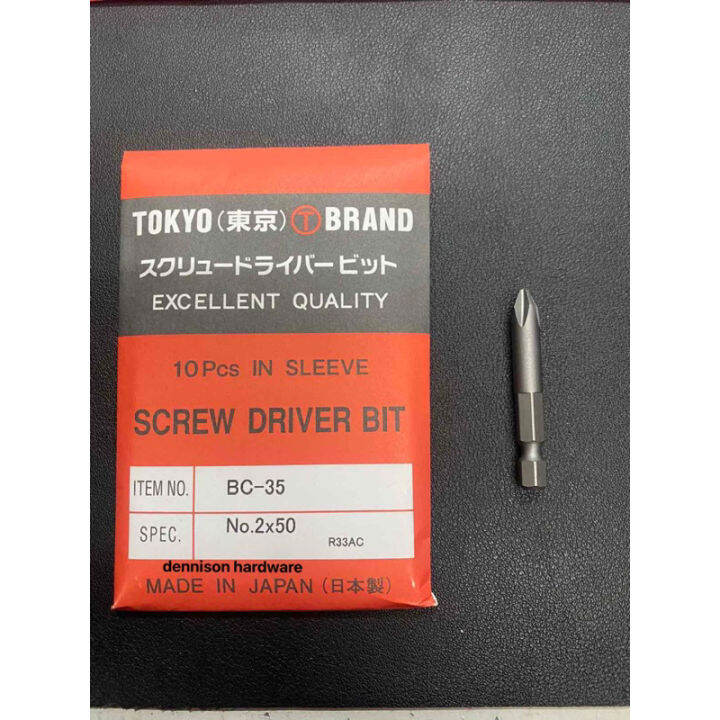 TOKYO (東京) Ⓣ BRAND
スクリュードライバービット
EXCELLENT QUALITY
10 Pcs IN SLEEVE
SCREW DRIVER BIT
ITEM NO. BC-35
SPEC. No.2x50 R33AC
dennison hardware
MADE IN JAPAN (日本製)